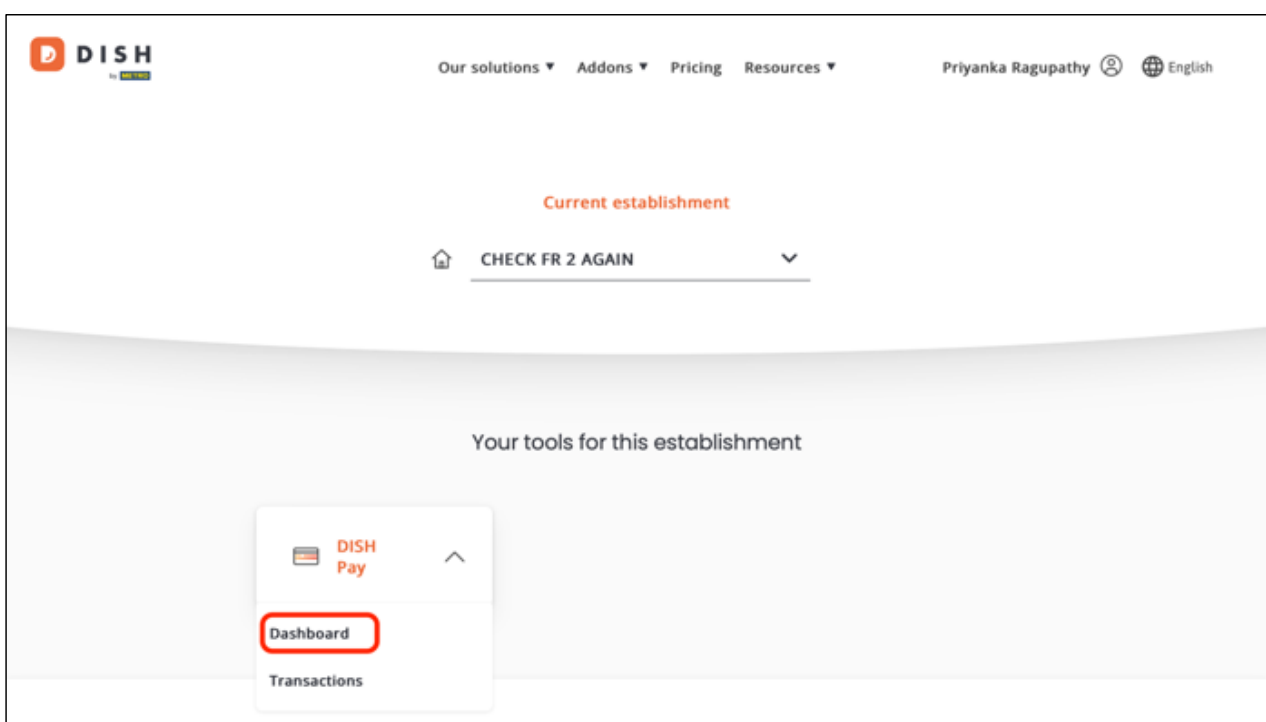 DISH
by METRO
Our solutions ▼ Addons ▼ Pricing Resources ▼ Priyanka Ragupathy English
Current establishment
CHECK FR 2 AGAIN
Your tools for this establishment
DISH
Pay
Dashboard
Transactions